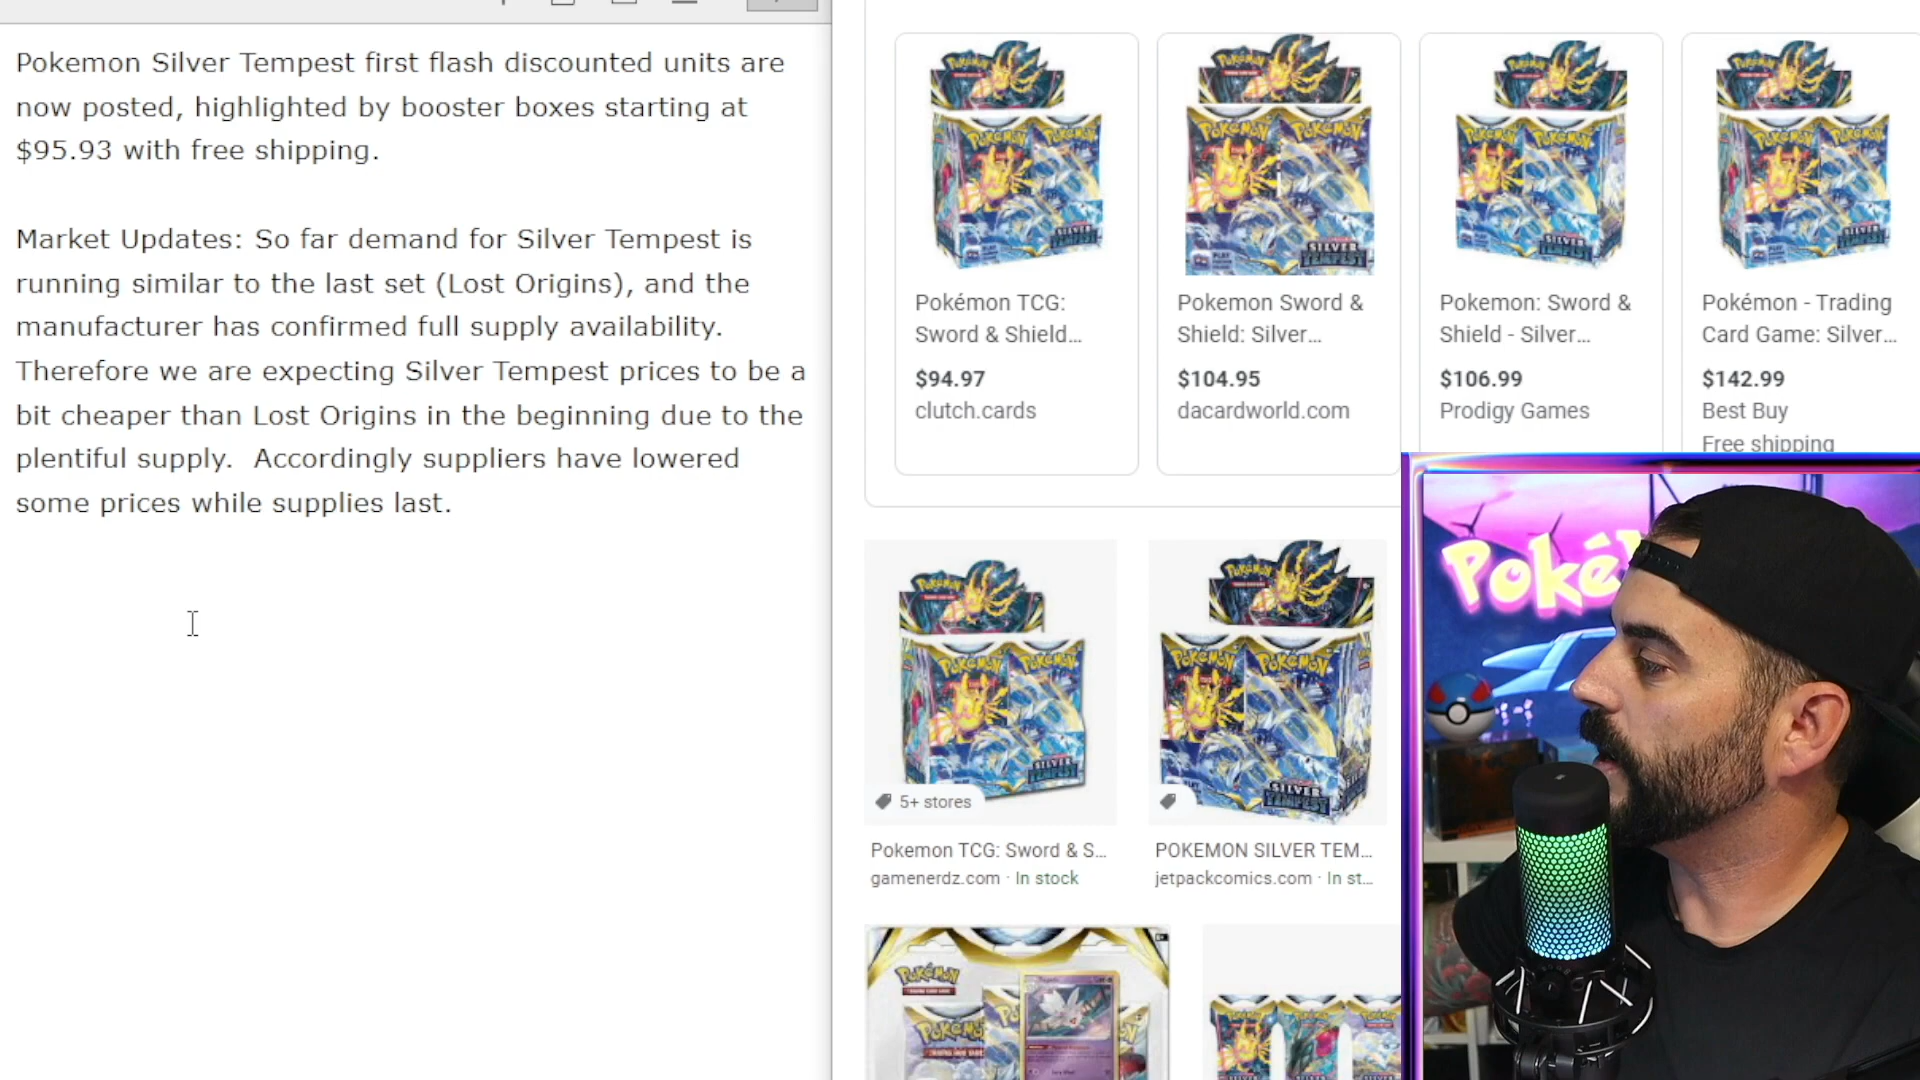 Pokemon Silver Tempest first flash discounted units are
now posted, highlighted by booster boxes starting at
$95.93 with free shipping.
Market Updates: So far demand for Silver Tempest is
running similar to the last set (Lost Origins), and the
manufacturer has confirmed full supply availability.
Therefore we are expecting Silver Tempest prices to be a
bit cheaper than Lost Origins in the beginning due to the
plentiful supply.  Accordingly suppliers have lowered
some prices while supplies last.
Pokémon TCG:
Sword & Shield...
$94.97
clutch.cards
Pokemon Sword &
Shield: Silver...
$104.95
dacardworld.com
Pokemon: Sword &
Shield - Silver...
$106.99
Prodigy Games
Pokémon - Trading
Card Game: Silver...
$142.99
Best Buy
Free shipping
5+ stores
Pokemon TCG: Sword & S...
gamenerdz.com · In stock
POKEMON SILVER TEM...
jetpackcomics.com · In st...
Poké
POKÉMON
SILVER
TEMPEST